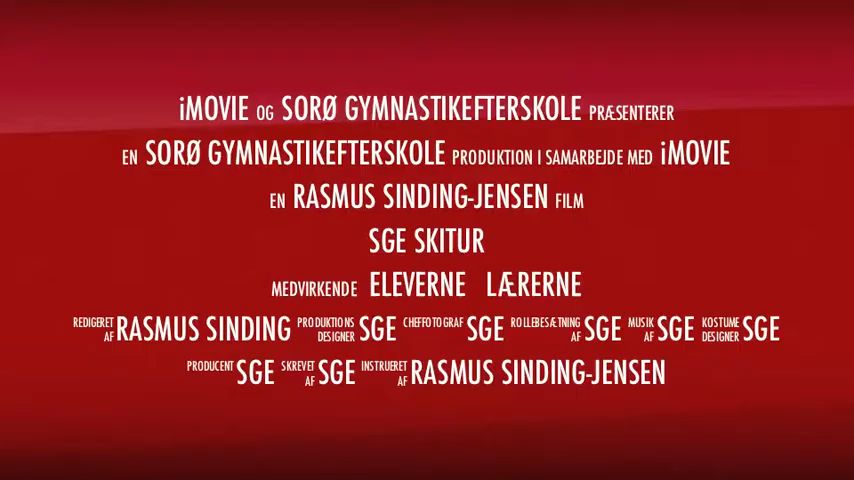 iMOVIE OG SORØ GYMNASTIKEFTERSKOLE PRÆSENTERER
EN SORØ GYMNASTIKEFTERSKOLE PRODUKTION I SAMARBEJDE MED iMOVIE
EN RASMUS SINDING-JENSEN FILM
SGE SKITUR
MEDVIRKENDE ELEVERNE LÆRERNE
REDIGERET AF RASMUS SINDING PRODUKTIONS DESIGNER SGE CHEFFOTOGRAF SGE ROLLEBESÆTNING AF SGE MUSIK AF SGE KOSTUME DESIGNER SGE
PRODUCENT SGE SKREVET AF SGE INSTRUERET AF RASMUS SINDING-JENSEN